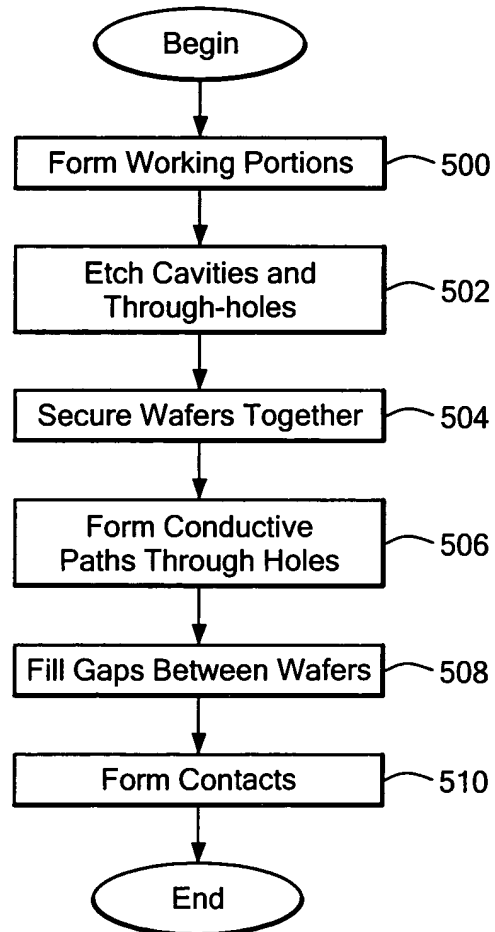 Begin
Form Working Portions
500
Etch Cavities and
Through-holes
502
Secure Wafers Together
504
Form Conductive
Paths Through Holes
506
Fill Gaps Between Wafers
508
Form Contacts
510
End